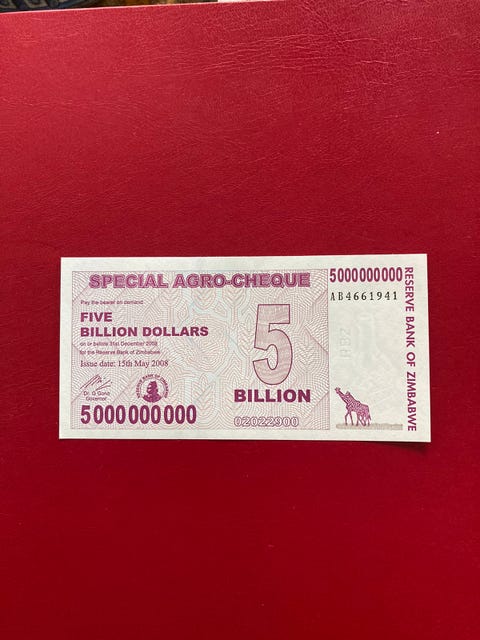 SPECIAL AGRO-CHEQUE
5000000000
AB4661941
Pay the bearer on demand
FIVE
BILLION DOLLARS
on or before 31st December 2008
for the Reserve Bank of Zimbabwe
Issue date: 15th May 2008
Dr. G Gono
Governor
5000000000
5
BILLION
02022900
RBZ
RESERVE BANK OF ZIMBABWE